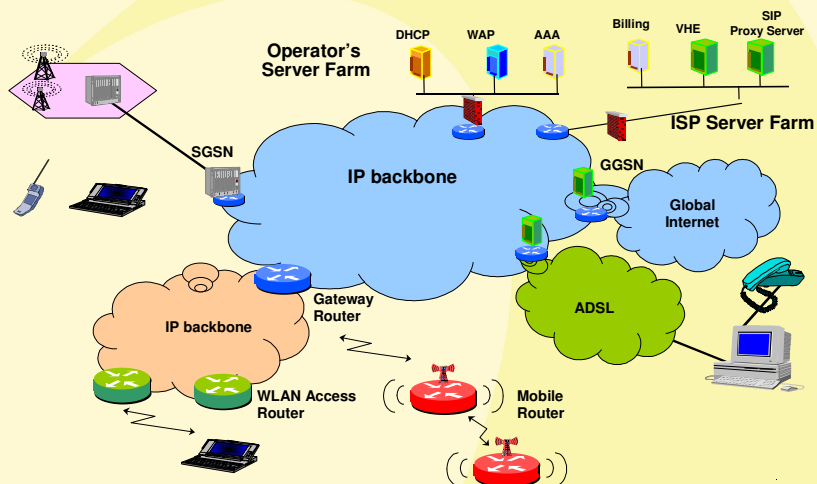 DHCP
WAP
AAA
Billing
VHE
SIP
Proxy Server
Operator's
Server Farm
ISP Server Farm
SGSN
IP backbone
GGSN
Global
Internet
Gateway
Router
ADSL
IP backbone
WLAN Access
Router
Mobile
Router